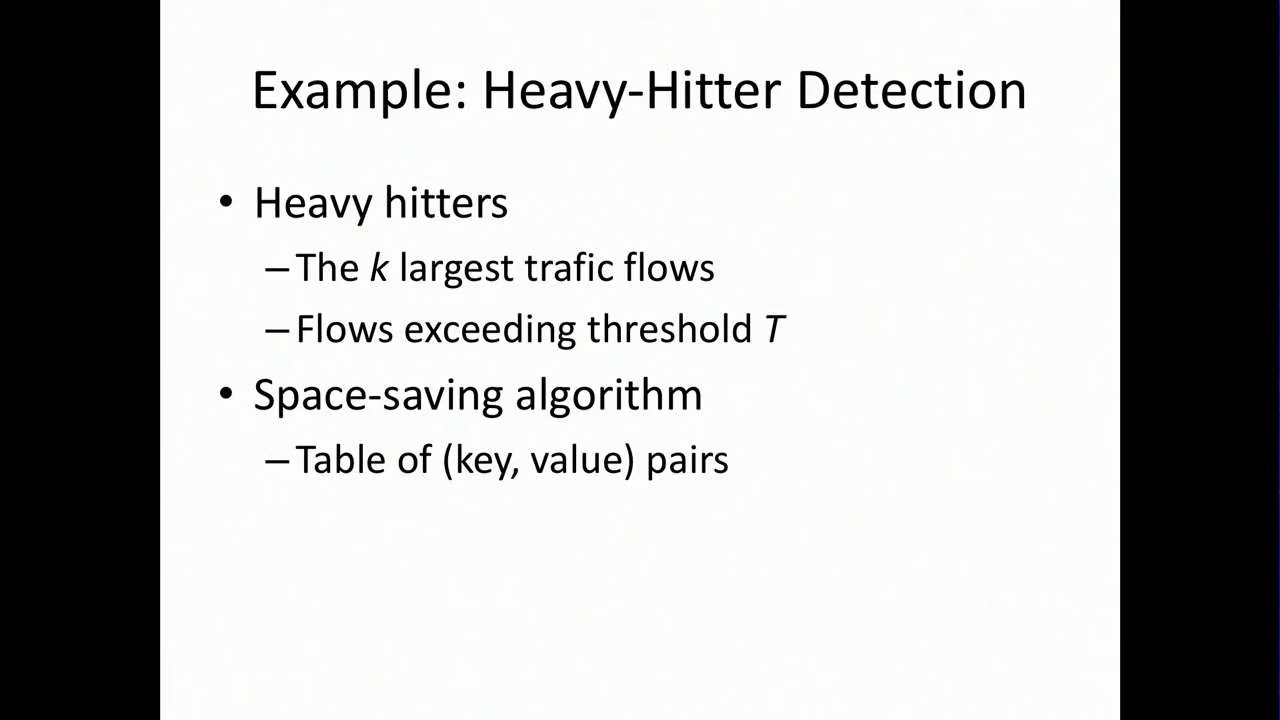 Example: Heavy-Hitter Detection
• Heavy hitters
– The k largest trafic flows
– Flows exceeding threshold T
• Space-saving algorithm
– Table of (key, value) pairs